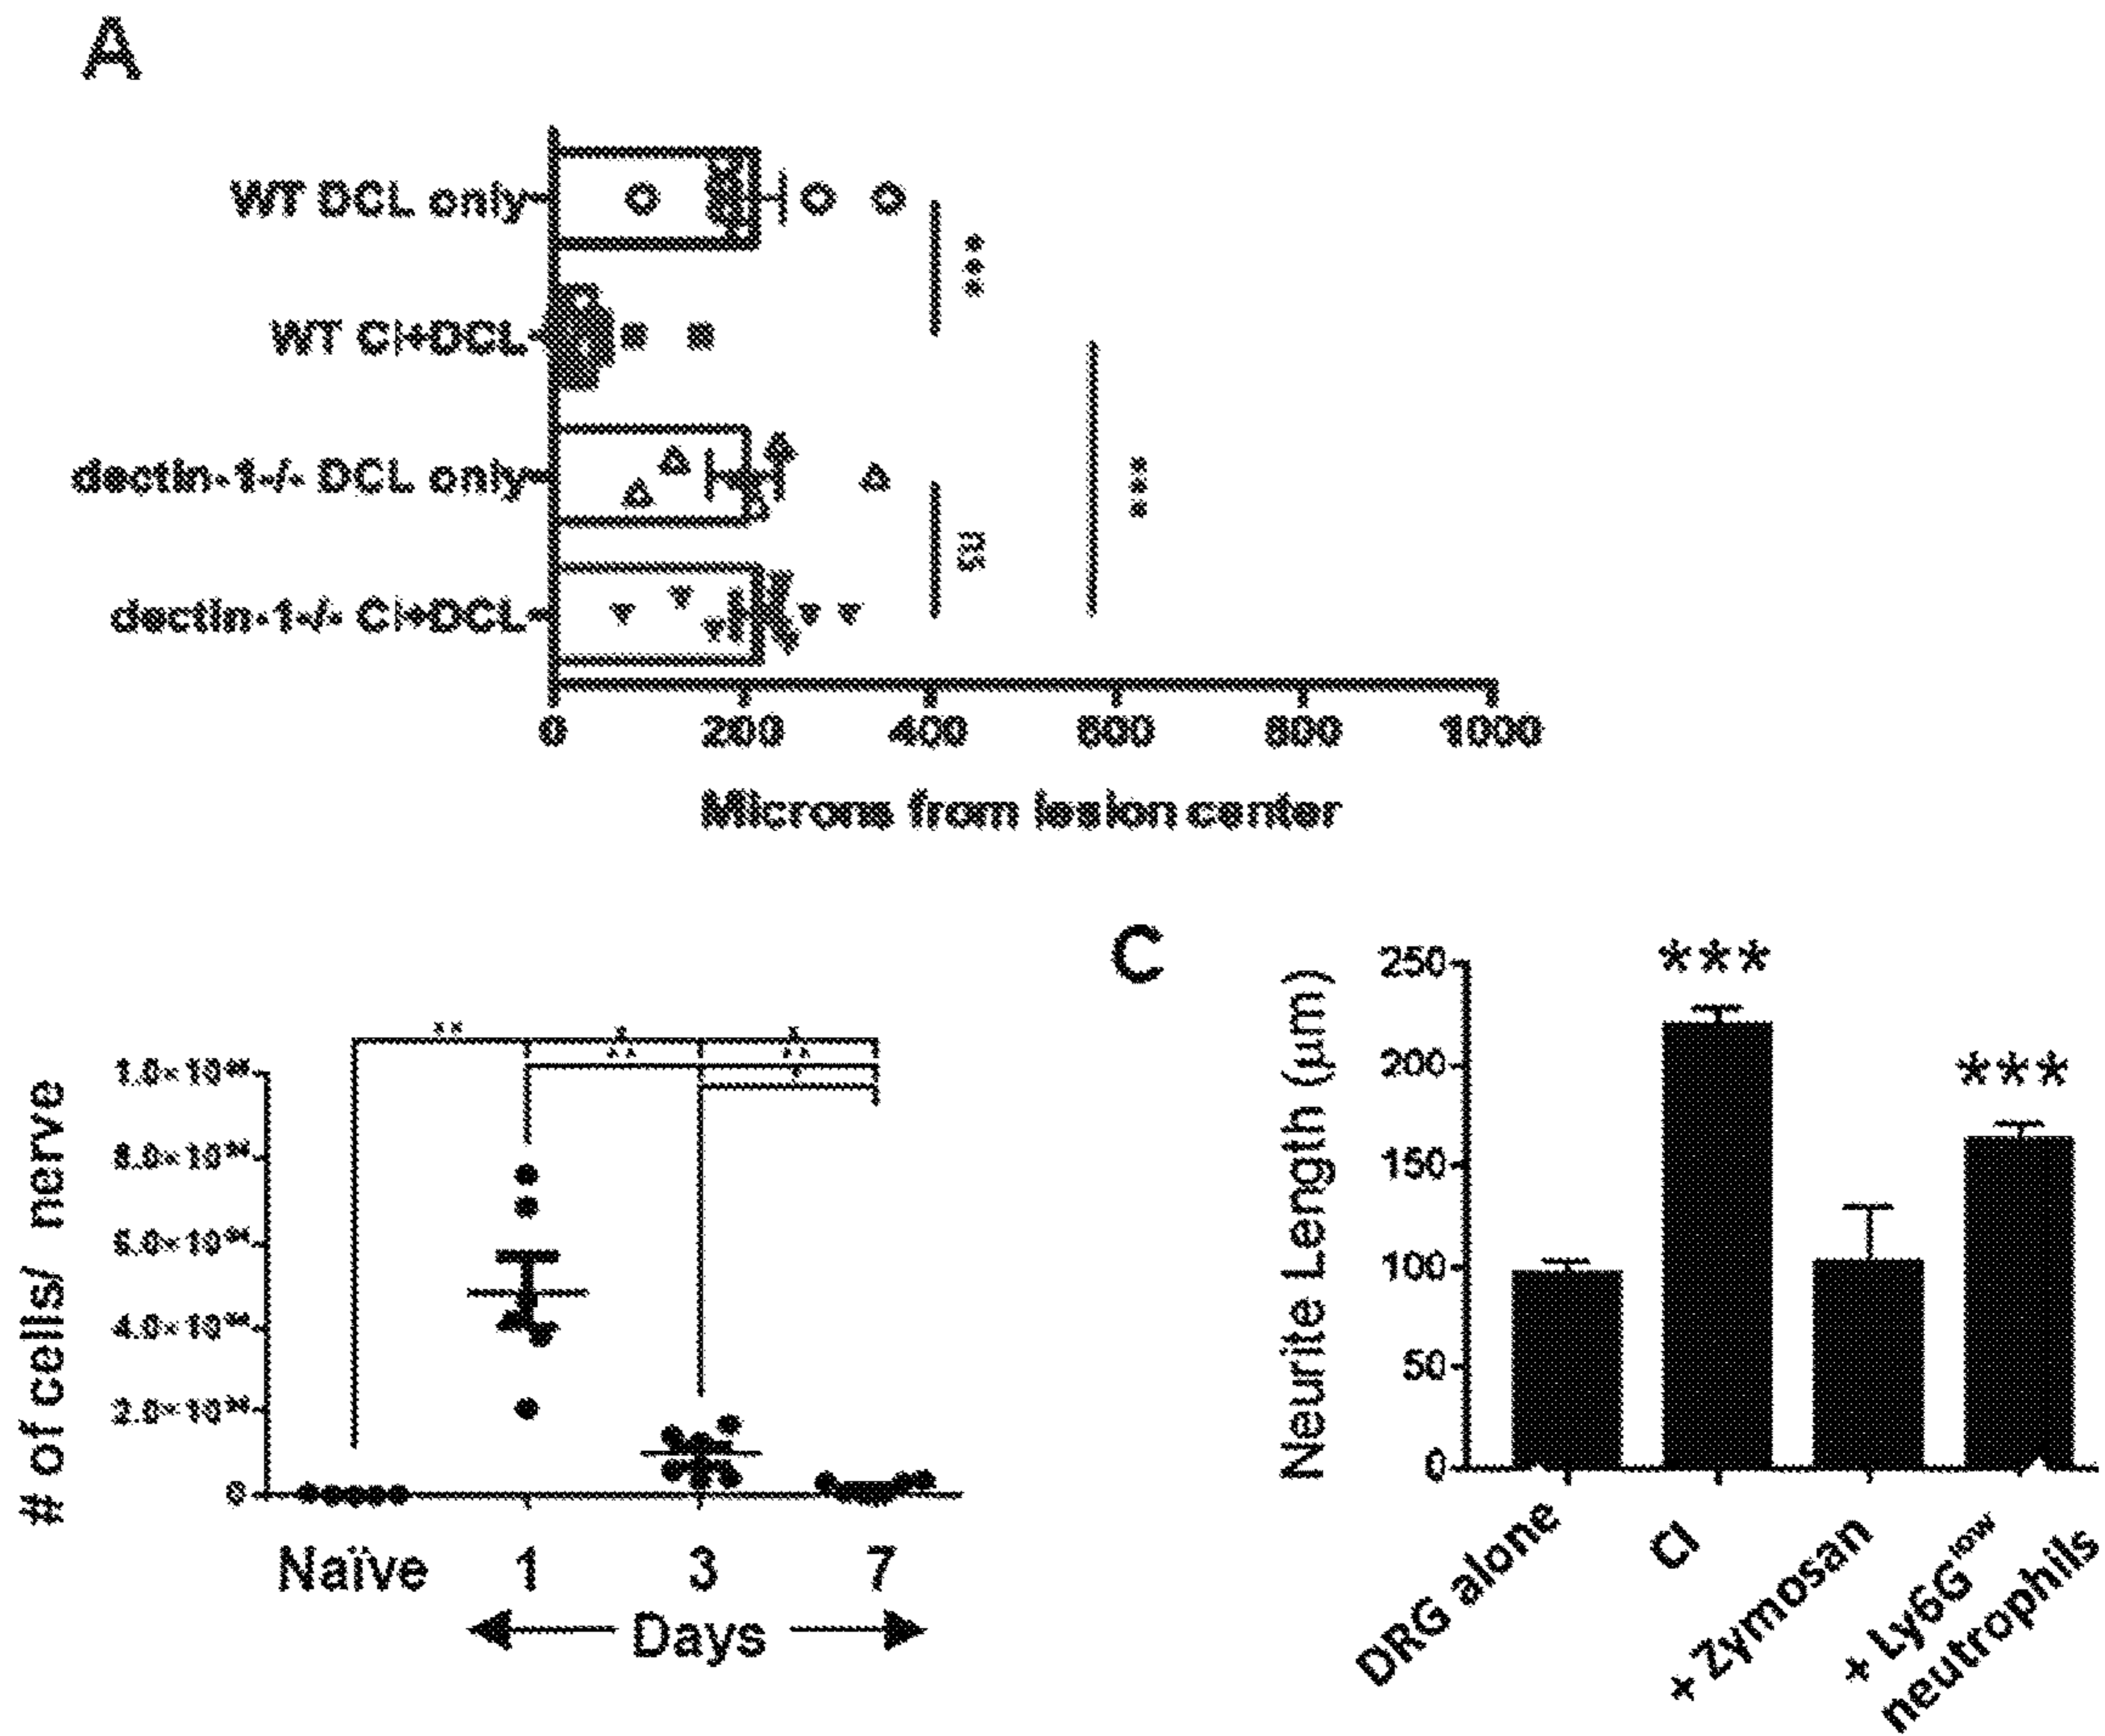 A
WT DCL only
***
WT CI+DCL
dectin-1-/- DCL only
***
ns
dectin-1-/- CI+DCL
0 200 400 600 800 1000
Microns from lesion center
# of cells/ nerve
** * *
** **
*
8
Naïve 1 3 7
Days
C
Neurite Length (µm)
250
200
150
100
50
0
*** ***
DRG alone
CI
+ Zymosan
+ Ly6G^low
neutrophils